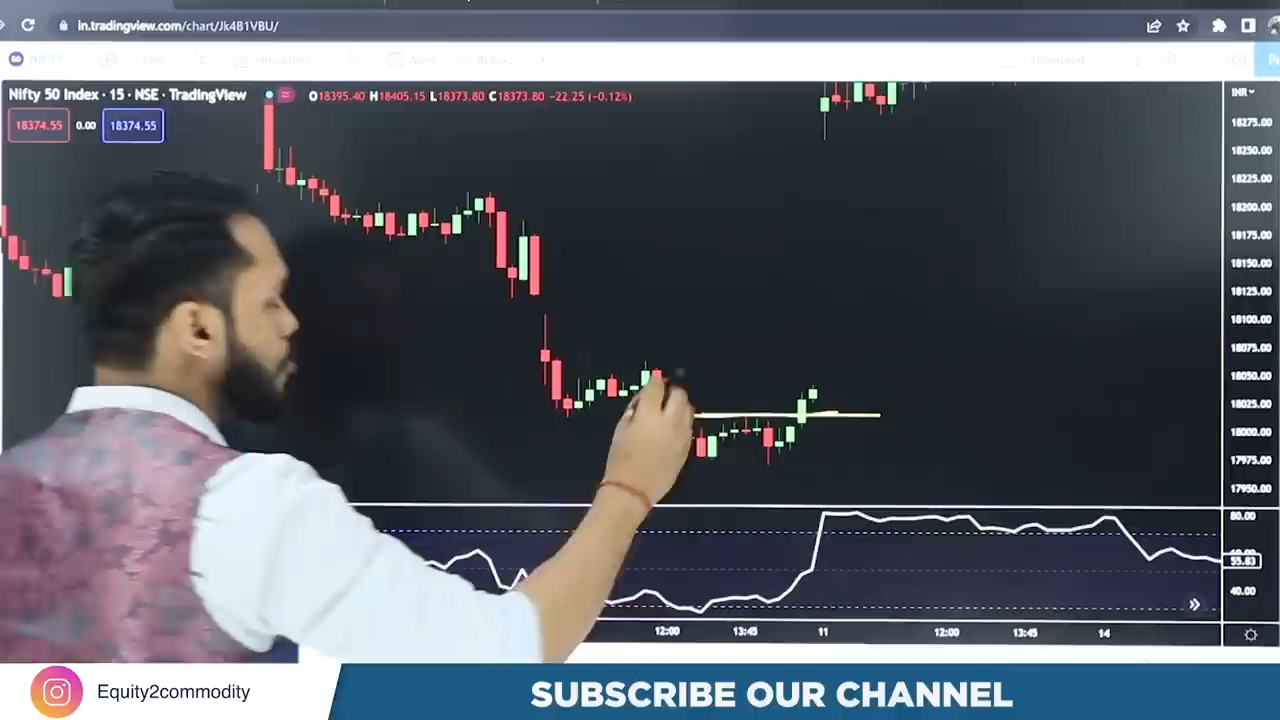 in.tradingview.com/chart/Jk4B1VBU/
NIFTY
Nifty 50 Index · 15 · NSE · TradingView
O18395.40 H18405.15 L18373.80 C18373.80 -22.25 (-0.12%)
INR
18374.55 0.00 18374.55
18275.00
18250.00
18225.00
18200.00
18175.00
18150.00
18125.00
18100.00
18075.00
18050.00
18025.00
18000.00
17975.00
17950.00
80.00
55.83
40.00
12:00 13:45 11 12:00 13:45 14
Equity2commodity
SUBSCRIBE OUR CHANNEL